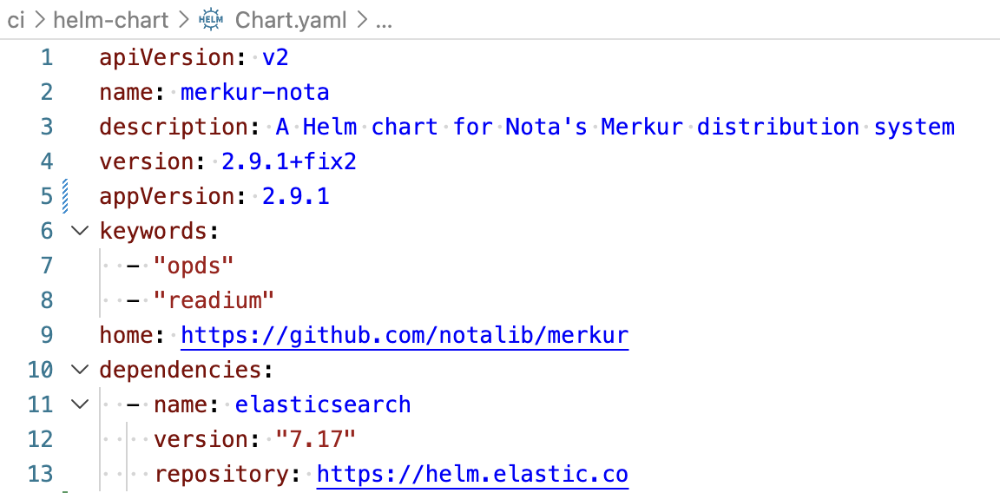 ci > helm-chart > HELM Chart.yaml > ...
1 apiVersion: v2
2 name: merkur-nota
3 description: A Helm chart for Nota's Merkur distribution system
4 version: 2.9.1+fix2
5 appVersion: 2.9.1
6 keywords:
7   - "opds"
8   - "readium"
9 home: https://github.com/notalib/merkur
10 dependencies:
11   - name: elasticsearch
12     version: "7.17"
13     repository: https://helm.elastic.co